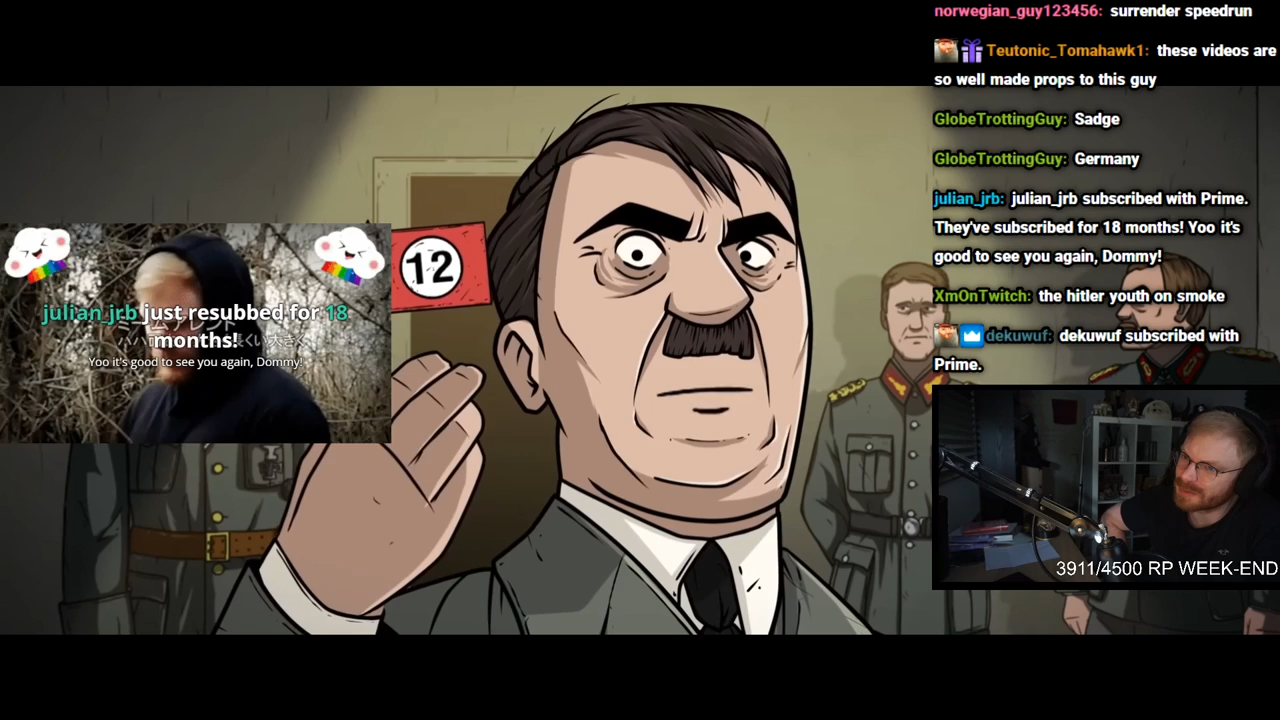 norwegian_guy123456: surrender speedrun
Teutonic_Tomahawk1: these videos are
so well made props to this guy
GlobeTrottingGuy: Sadge
GlobeTrottingGuy: Germany
julian_jrb: julian_jrb subscribed with Prime.
They've subscribed for 18 months! Yoo it's
good to see you again, Dommy!
XmOnTwitch: the hitler youth on smoke
dekuwuf: dekuwuf subscribed with
Prime.
12
julian_jrb just resubbed for 18
months!
Yoo it's good to see you again, Dommy!
3911/4500 RP WEEK-END